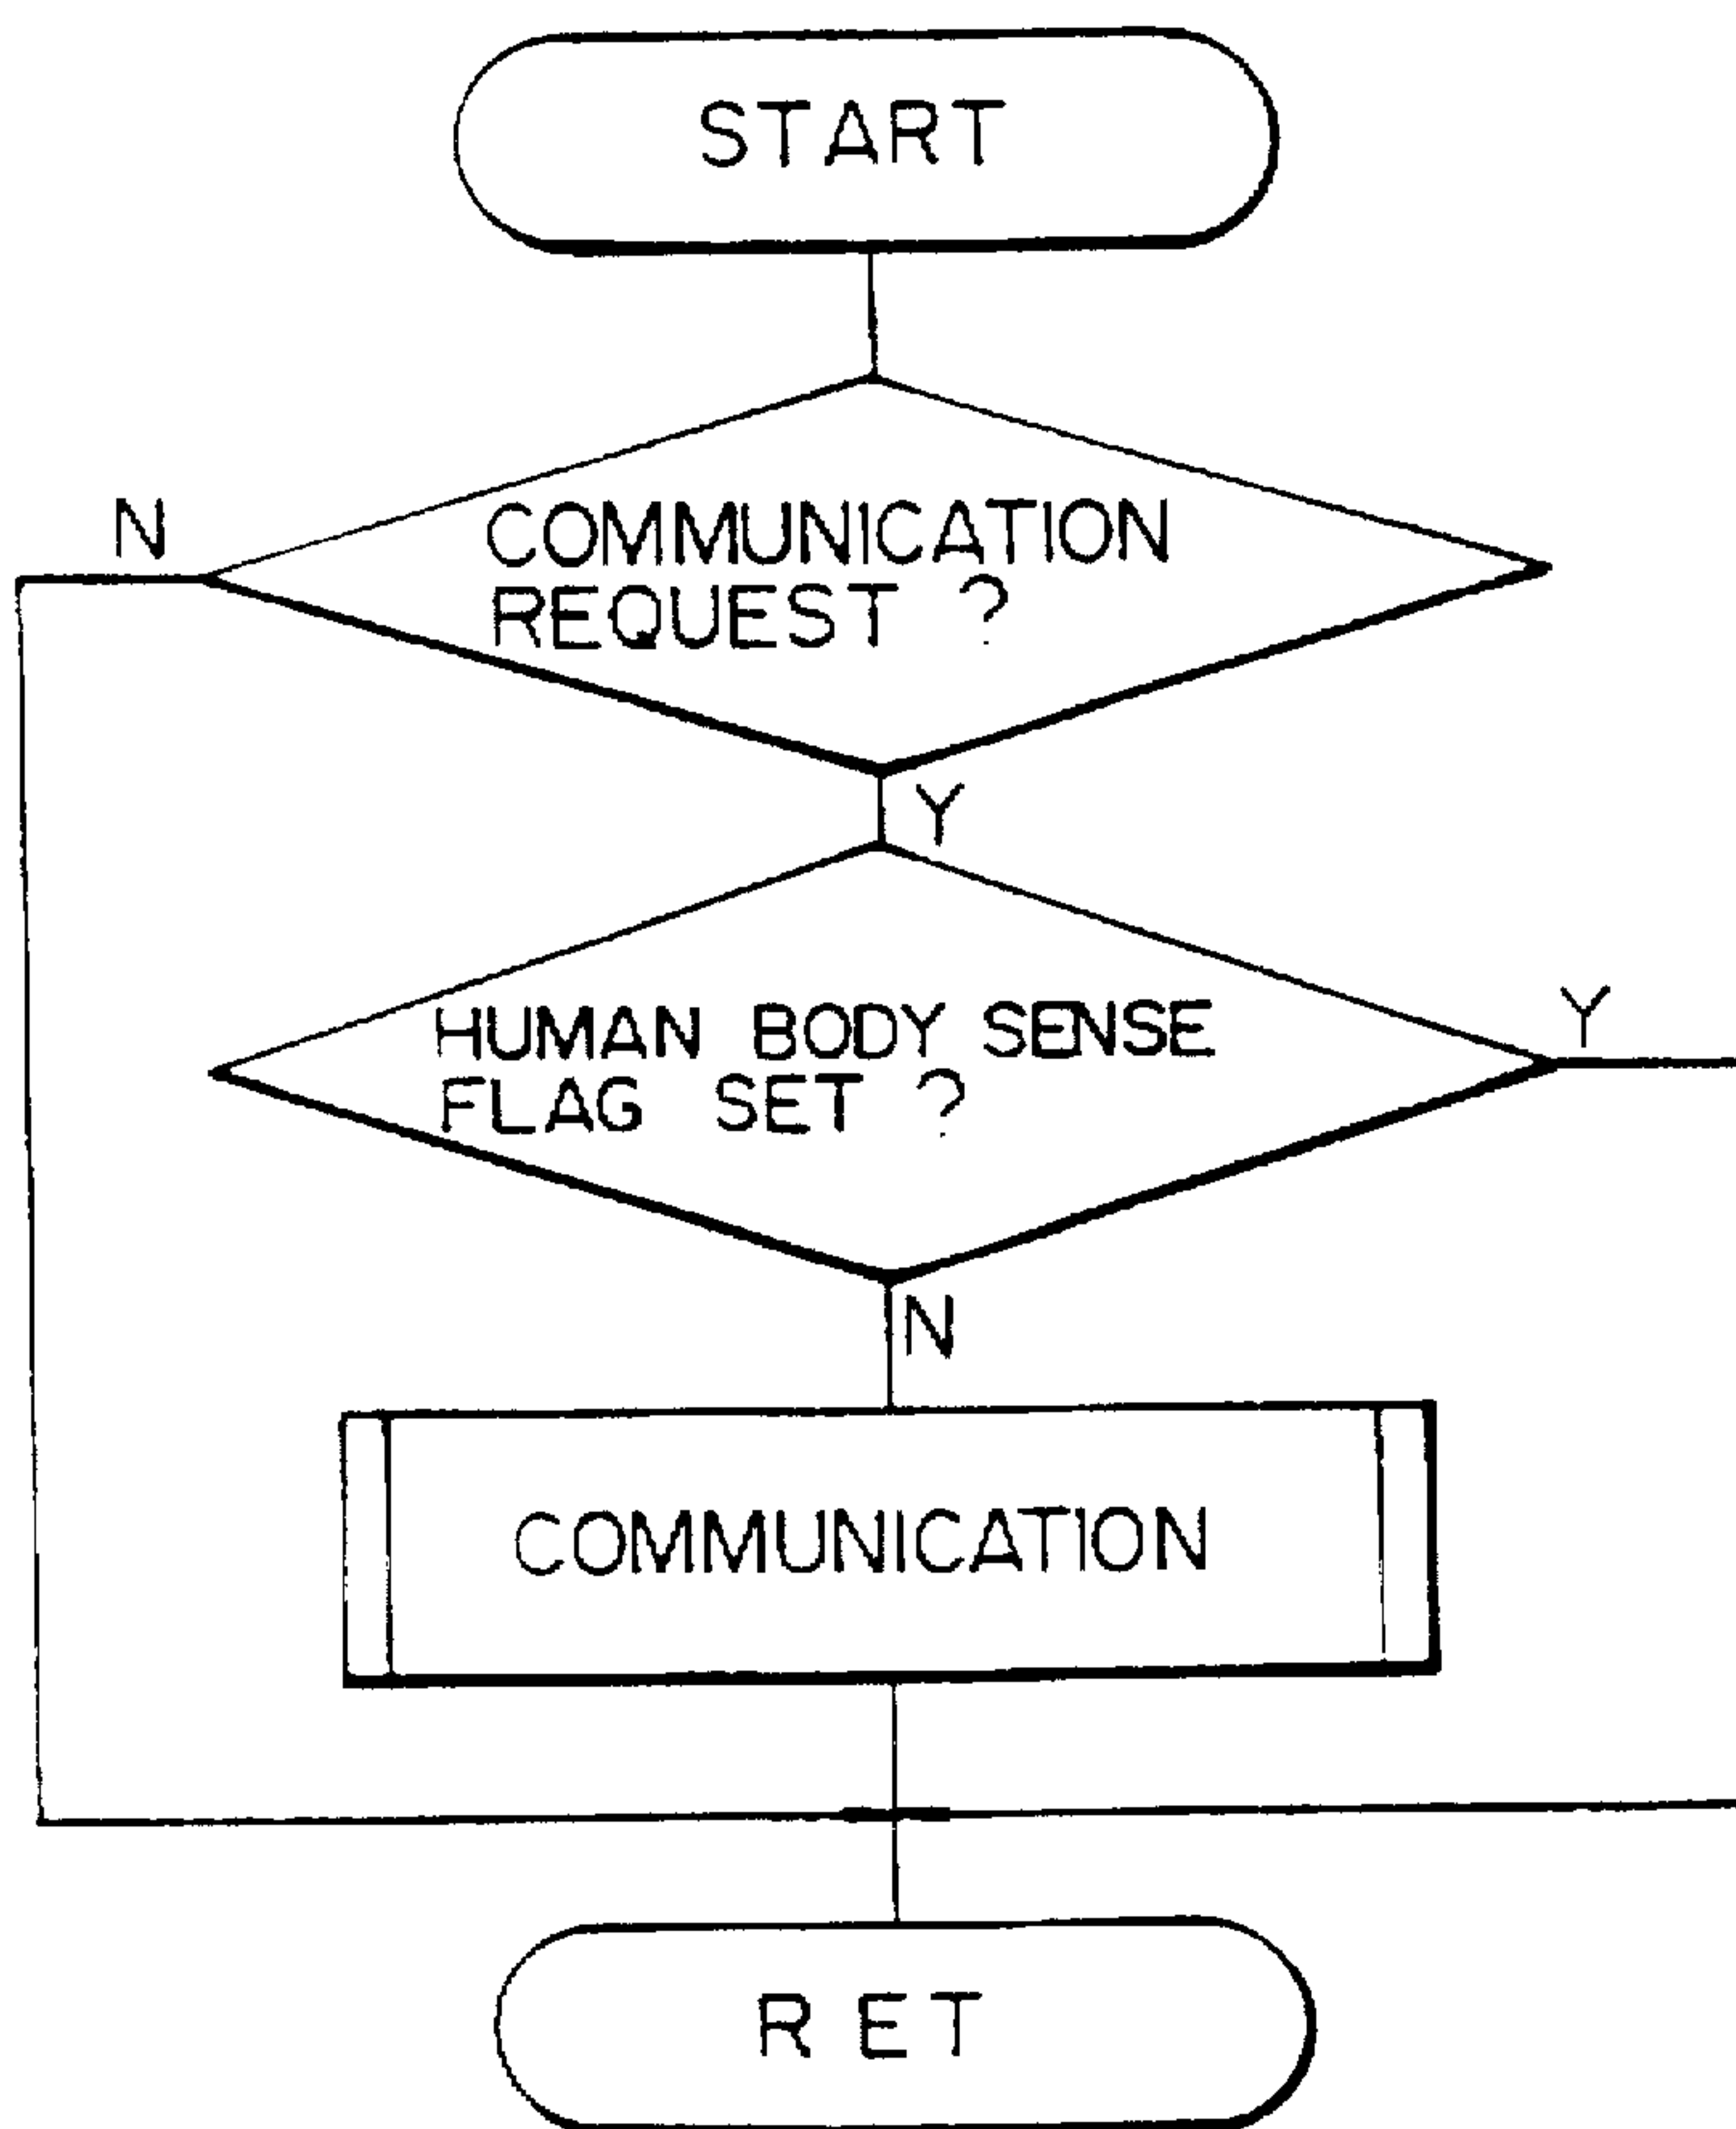 START
N
COMMUNICATION
REQUEST ?
Y
HUMAN BODY SENSE
FLAG SET ?
Y
N
COMMUNICATION
RET